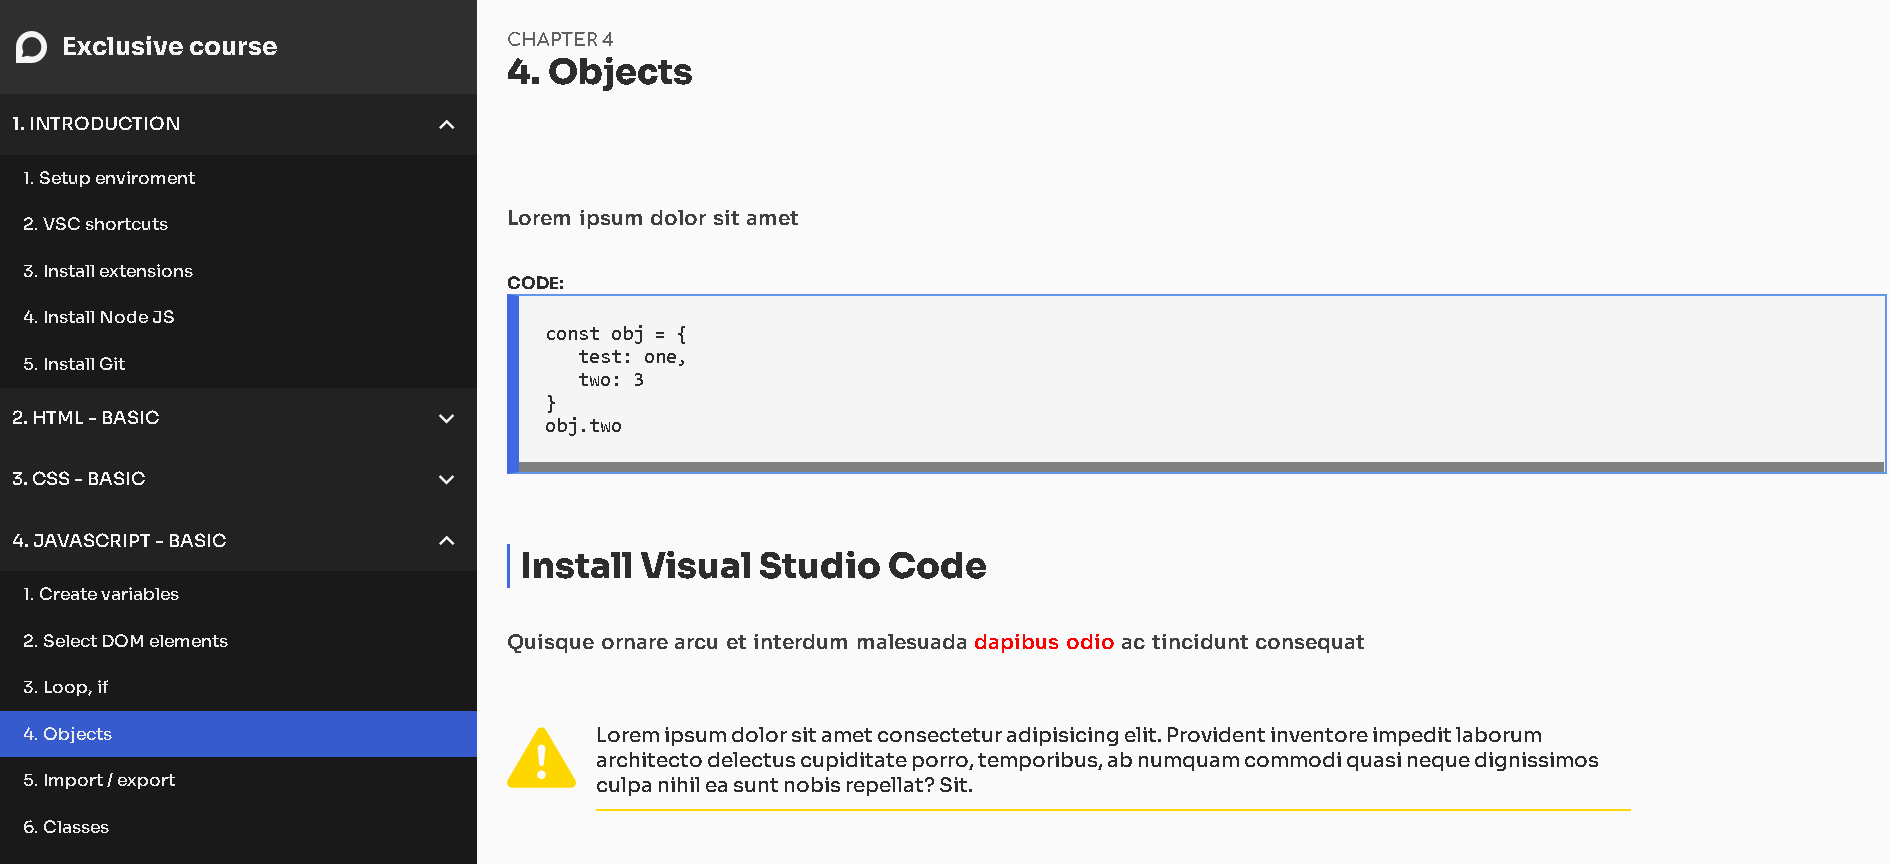 Exclusive course
1. INTRODUCTION
1. Setup enviroment
2. VSC shortcuts
3. Install extensions
4. Install Node JS
5. Install Git
2. HTML - BASIC
3. CSS - BASIC
4. JAVASCRIPT - BASIC
1. Create variables
2. Select DOM elements
3. Loop, if
4. Objects
5. Import / export
6. Classes
CHAPTER 4
4. Objects
Lorem ipsum dolor sit amet
CODE:
const obj = {
   test: one,
   two: 3
}
obj.two
Install Visual Studio Code
Quisque ornare arcu et interdum malesuada dapibus odio ac tincidunt consequat
Lorem ipsum dolor sit amet consectetur adipisicing elit. Provident inventore impedit laborum
architecto delectus cupiditate porro, temporibus, ab numquam commodi quasi neque dignissimos
culpa nihil ea sunt nobis repellat? Sit.